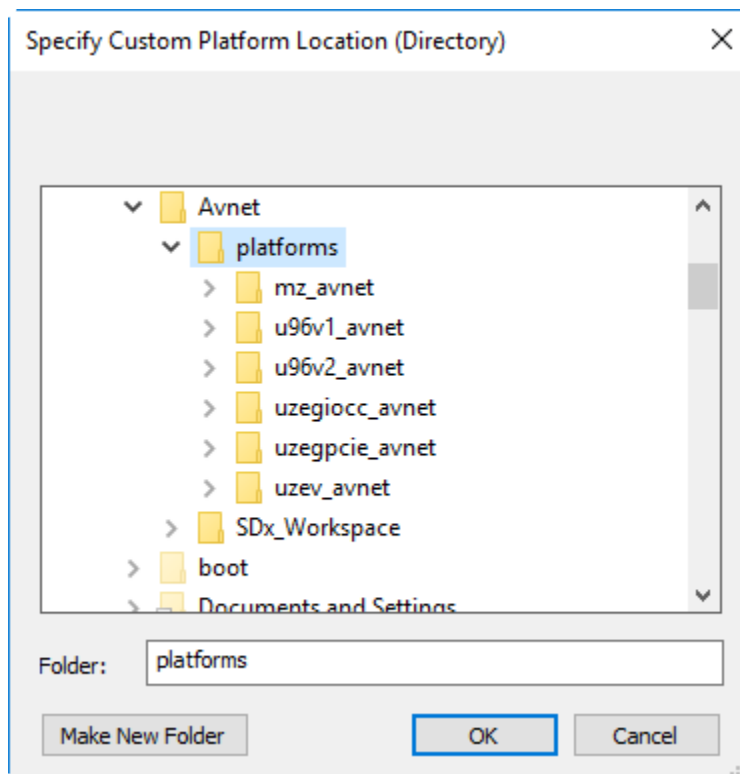 Specify Custom Platform Location (Directory)
Avnet
platforms
mz_avnet
u96v1_avnet
u96v2_avnet
uzegiocc_avnet
uzegpcie_avnet
uzev_avnet
SDx_Workspace
boot
Documents and Settings
Folder: platforms
Make New Folder OK Cancel